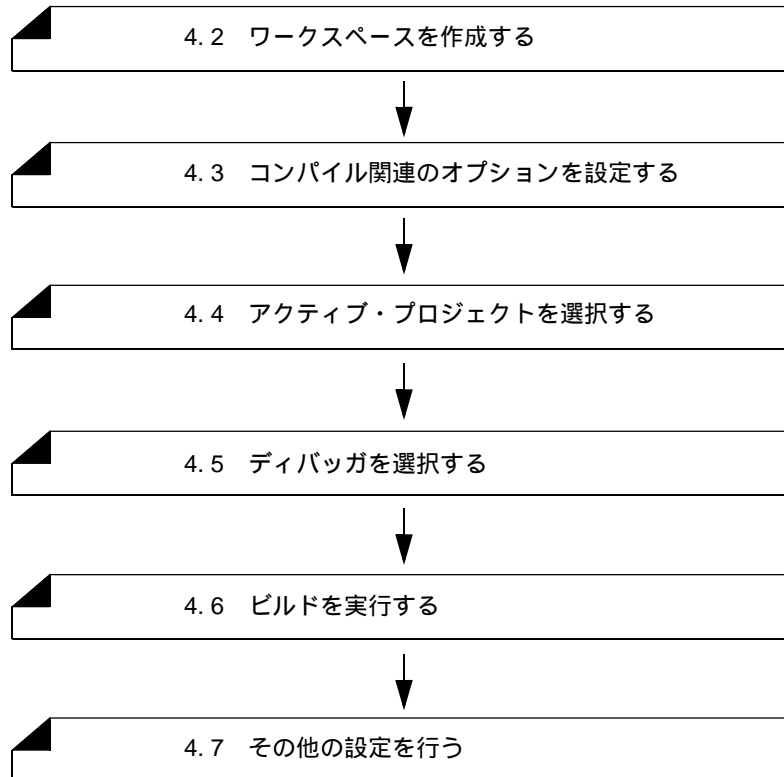 4. 2 ワークスペースを作成する
4. 3 コンパイル関連のオプションを設定する
4. 4 アクティブ・プロジェクトを選択する
4. 5 ディバッガを選択する
4. 6 ビルドを実行する
4. 7 その他の設定を行う